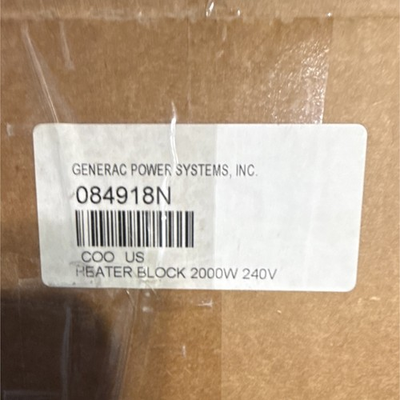 GENERAC POWER SYSTEMS, INC.
084918N
COO US
HEATER BLOCK 2000W 240V